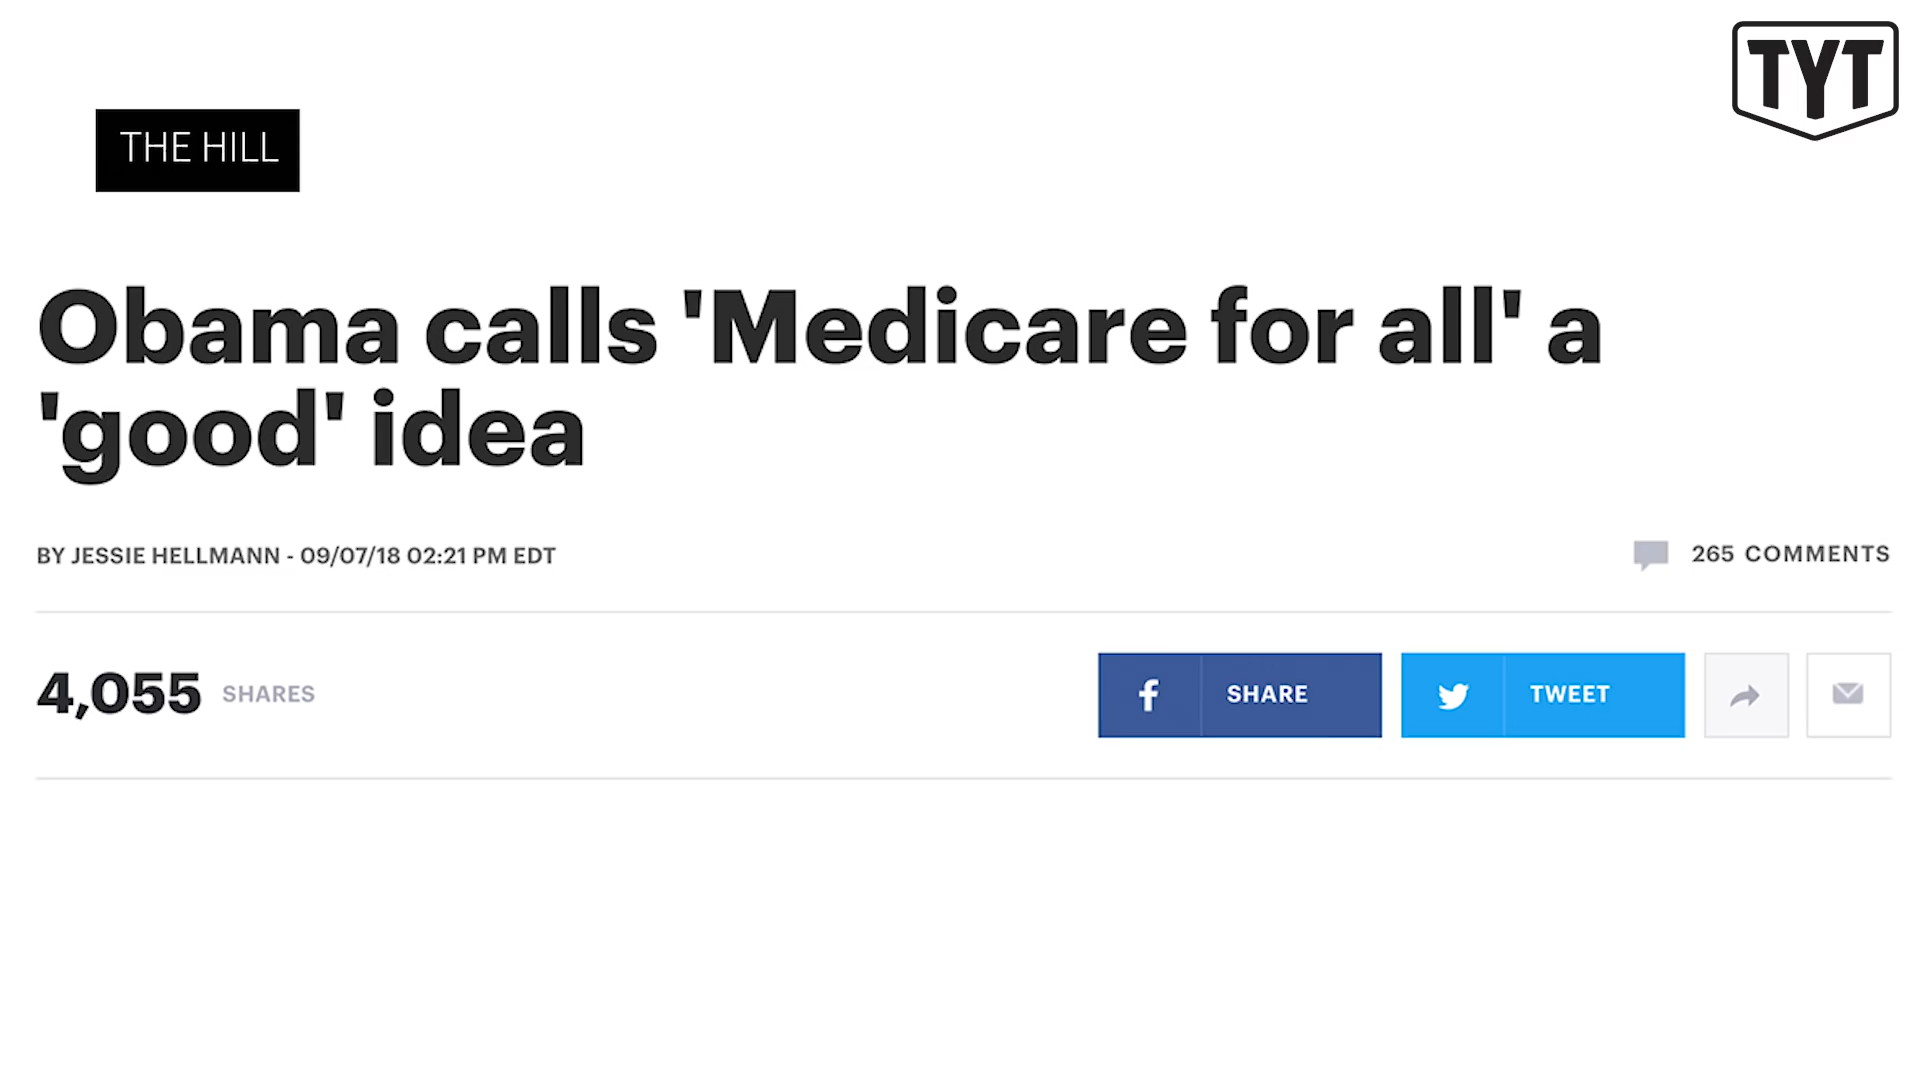 TYT
THE HILL
Obama calls 'Medicare for all' a
'good' idea
BY JESSIE HELLMANN - 09/07/18 02:21 PM EDT
265 COMMENTS
4,055 SHARES
f SHARE
TWEET